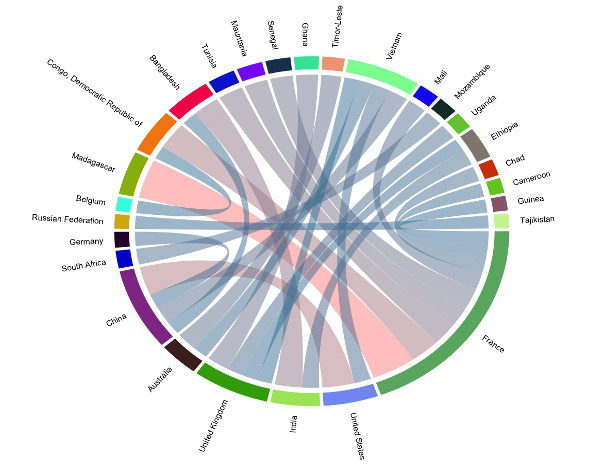 Timor-Leste
Vietnam
Mali
Mozambique
Uganda
Ethiopia
Chad
Cameroon
Guinea
Tajikistan
France
United States
India
United Kingdom
Australia
China
South Africa
Germany
Russian Federation
Belgium
Madagascar
Congo, Democratic Republic of
Bangladesh
Tunisia
Mauritania
Senegal
Ghana